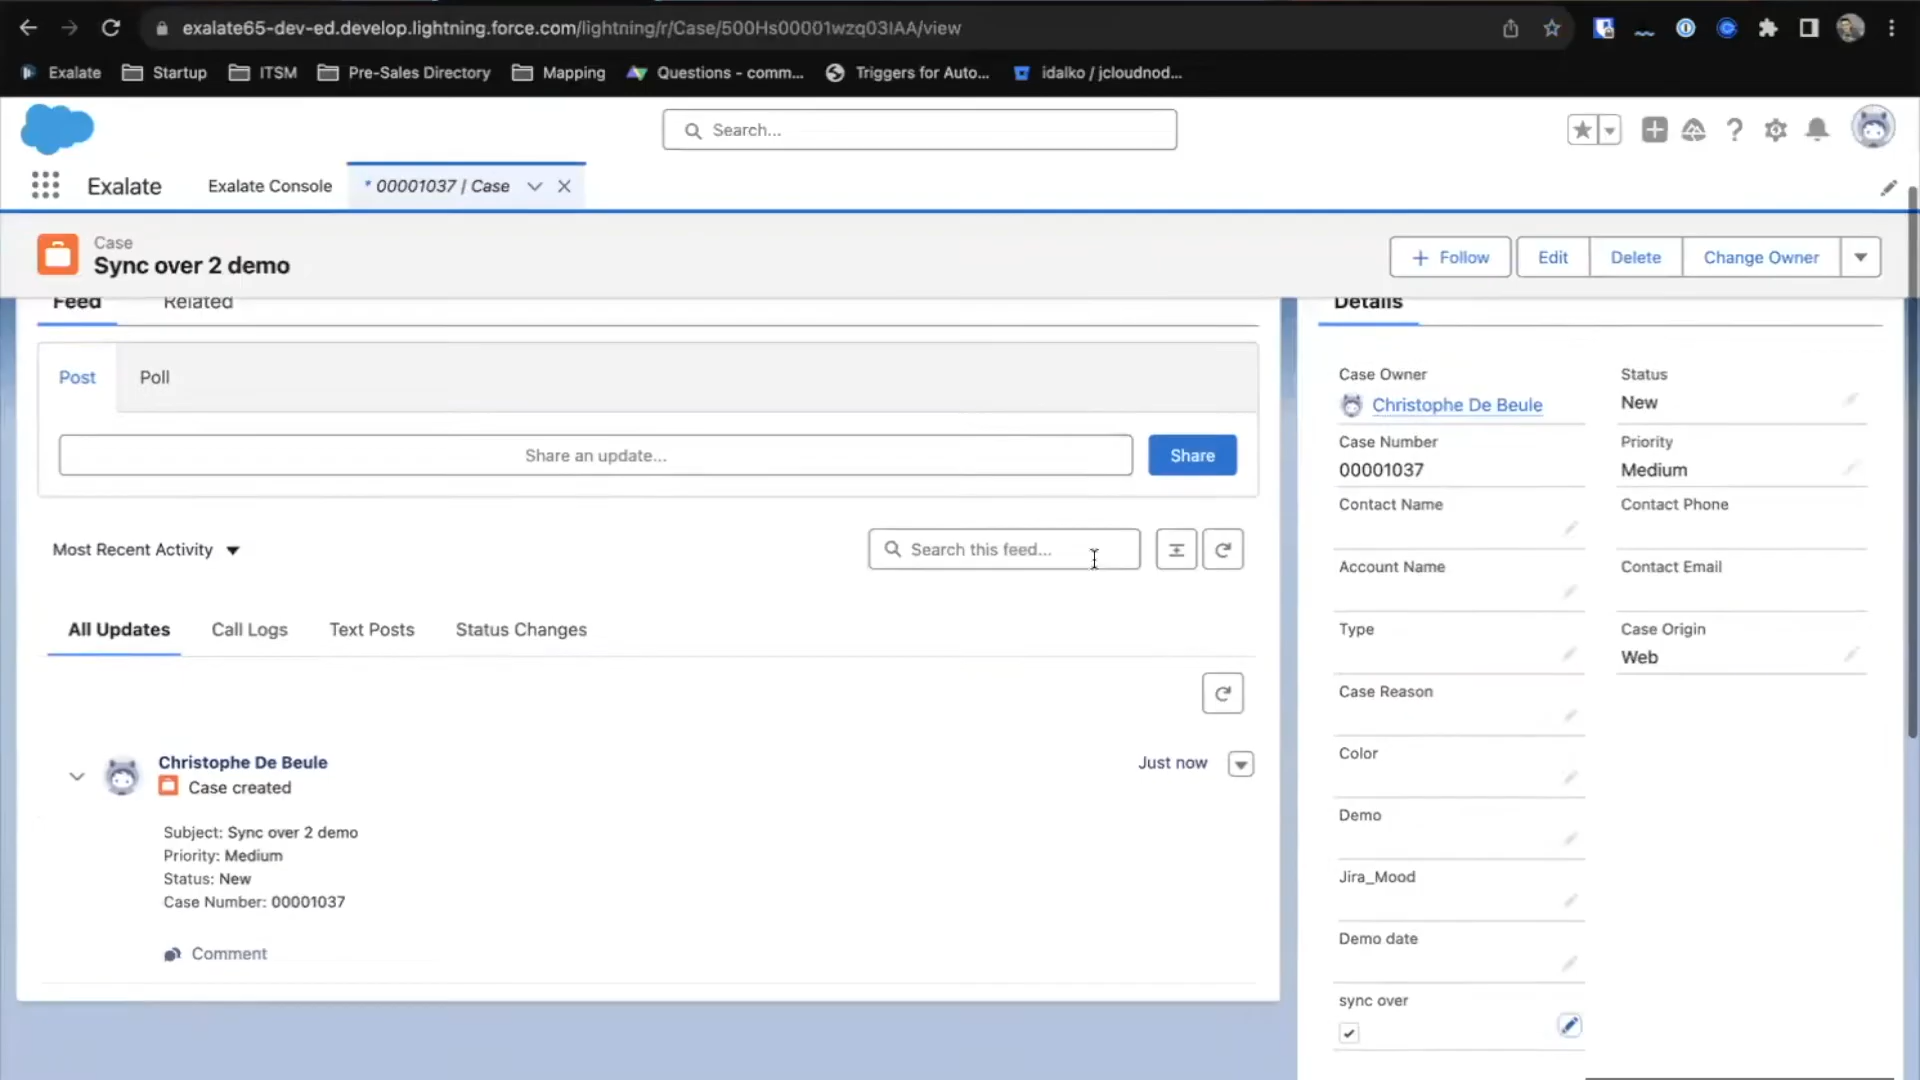 exalate65-dev-ed.develop.lightning.force.com/lightning/r/Case/500Hs00001wzq03IAA/view
Exalate Startup ITSM Pre-Sales Directory Mapping Questions - comm... Triggers for Auto... idalko / jcloudnod...
Search...
Exalate Exalate Console * 00001037 | Case
Case
Sync over 2 demo
+ Follow Edit Delete Change Owner
Feed Related
Post Poll
Share an update... Share
Most Recent Activity Search this feed...
All Updates Call Logs Text Posts Status Changes
Christophe De Beule Just now
Case created
Subject: Sync over 2 demo
Priority: Medium
Status: New
Case Number: 00001037
Comment
Details
Case Owner
Christophe De Beule
Status
New
Case Number
00001037
Priority
Medium
Contact Name
Contact Phone
Account Name
Contact Email
Type
Case Origin
Web
Case Reason
Color
Demo
Jira_Mood
Demo date
sync over